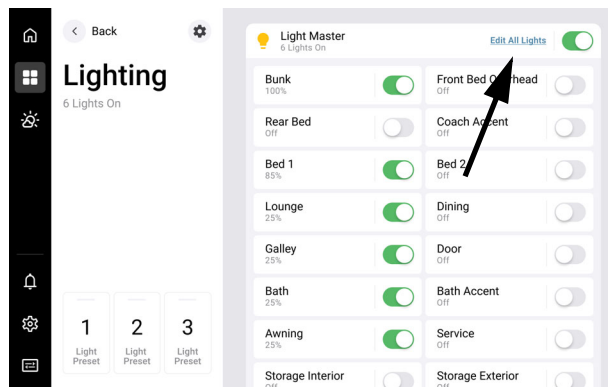 Back
Lighting
6 Lights On
1
Light
Preset
2
Light
Preset
3
Light
Preset
Light Master
6 Lights On
Edit All Lights
Bunk
100%
Front Bed Overhead
Off
Rear Bed
Off
Coach Accent
Off
Bed 1
85%
Bed 2
Off
Lounge
25%
Dining
Off
Galley
25%
Door
Off
Bath
25%
Bath Accent
Off
Awning
25%
Service
Off
Storage Interior
Off
Storage Exterior
Off